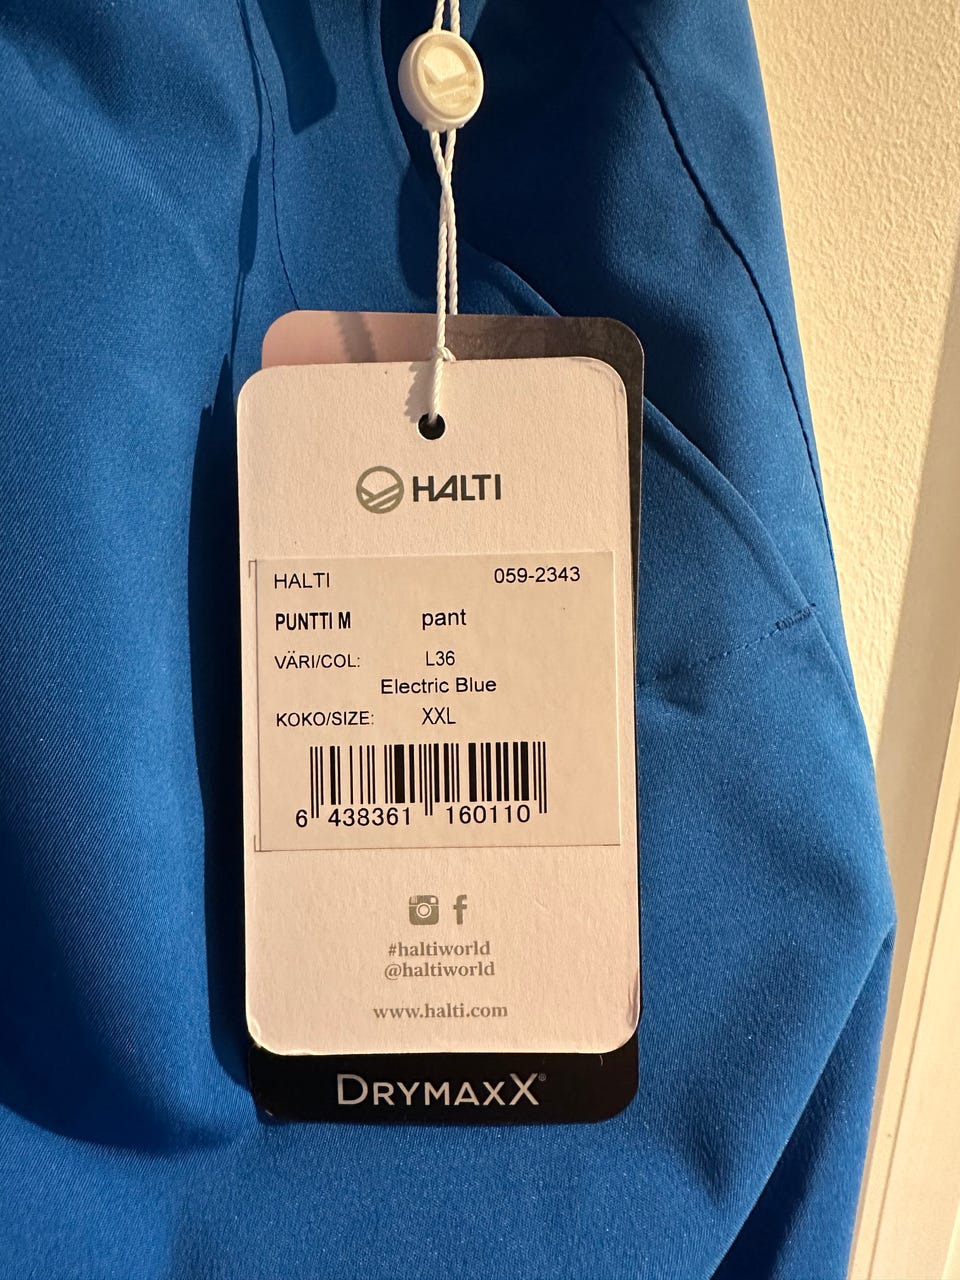 HALTI
HALTI 059-2343
PUNTTI M pant
VÄRI/COL: L36
Electric Blue
KOKO/SIZE: XXL
6 438361 160110
#haltiworld
@haltiworld
www.halti.com
DRYMAXX®